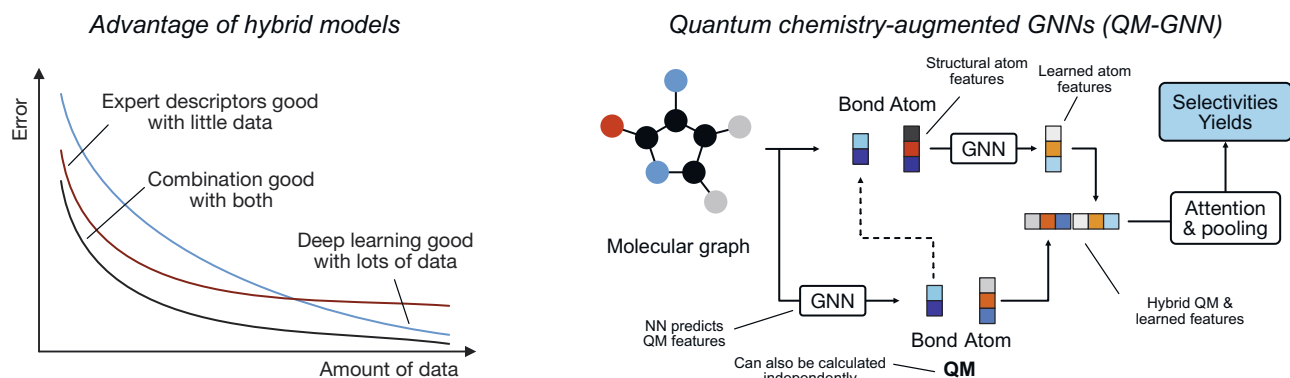 Advantage of hybrid models
Error
Expert descriptors good
with little data
Combination good
with both
Deep learning good
with lots of data
Amount of data
Quantum chemistry-augmented GNNs (QM-GNN)
Molecular graph
Structural atom
features
Learned atom
features
Bond Atom
GNN
Selectivities
Yields
Attention
& pooling
GNN
NN predicts
QM features
Bond Atom
QM
Hybrid QM &
learned features
Can also be calculated
independently